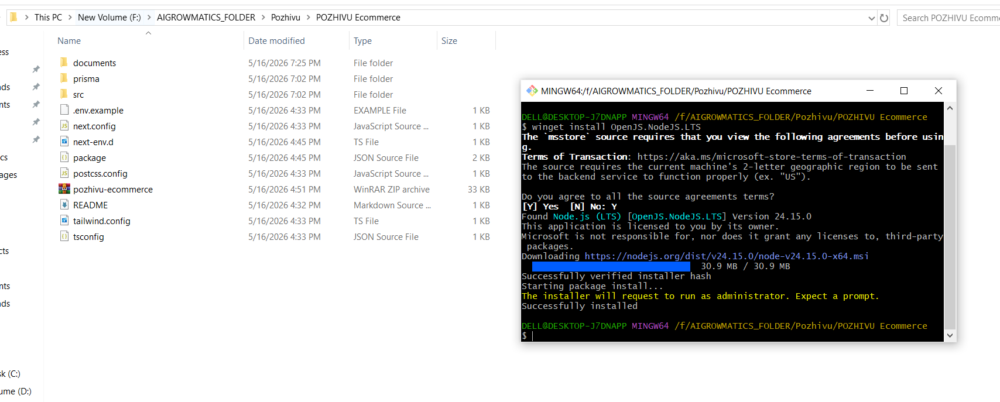 This PC > New Volume (F:) > AIGROWMATICS_FOLDER > Pozhivu > POZHIVU Ecommerce
Search POZHIVU Ecomme
Name Date modified Type Size
documents 5/16/2026 7:25 PM File folder
prisma 5/16/2026 7:02 PM File folder
src 5/16/2026 7:02 PM File folder
.env.example 5/16/2026 4:33 PM EXAMPLE File 1 KB
next.config 5/16/2026 4:33 PM JavaScript Source ... 1 KB
next-env.d 5/16/2026 4:45 PM TS File 1 KB
package 5/16/2026 4:45 PM JSON Source File 2 KB
postcss.config 5/16/2026 4:33 PM JavaScript Source ... 1 KB
pozhivu-ecommerce 5/16/2026 4:51 PM WinRAR ZIP archive 33 KB
README 5/16/2026 4:32 PM Markdown Source ... 1 KB
tailwind.config 5/16/2026 4:33 PM TS File 1 KB
tsconfig 5/16/2026 4:33 PM JSON Source File 1 KB
ess
ds
nts
cs
ages
cts
nts
ds
sk (C:)
ume (D:)
MINGW64:/f/AIGROWMATICS_FOLDER/Pozhivu/POZHIVU Ecommerce
DELL@DESKTOP-J7DNAPP MINGW64 /f/AIGROWMATICS_FOLDER/Pozhivu/POZHIVU Ecommerce
$ winget install OpenJS.NodeJS.LTS
The `msstore` source requires that you view the following agreements before usin
g.
Terms of Transaction: https://aka.ms/microsoft-store-terms-of-transaction
The source requires the current machine's 2-letter geographic region to be sent
to the backend service to function properly (ex. "US").
Do you agree to all the source agreements terms?
[Y] Yes [N] No: Y
Found Node.js (LTS) [OpenJS.NodeJS.LTS] Version 24.15.0
This application is licensed to you by its owner.
Microsoft is not responsible for, nor does it grant any licenses to, third-party
packages.
Downloading https://nodejs.org/dist/v24.15.0/node-v24.15.0-x64.msi
30.9 MB / 30.9 MB
Successfully verified installer hash
Starting package install...
The installer will request to run as administrator. Expect a prompt.
Successfully installed
DELL@DESKTOP-J7DNAPP MINGW64 /f/AIGROWMATICS_FOLDER/Pozhivu/POZHIVU Ecommerce
$